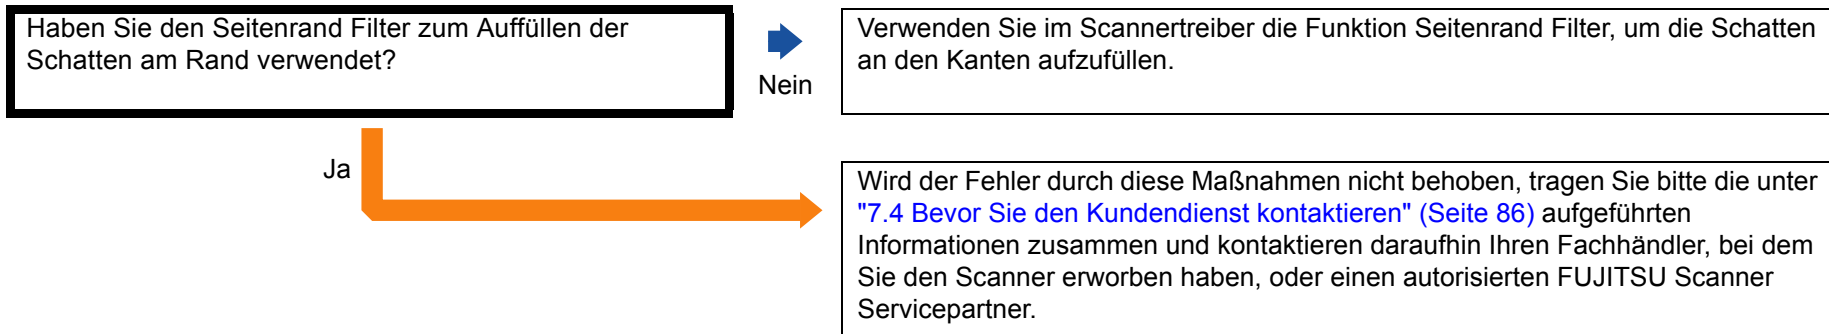 Haben Sie den Seitenrand Filter zum Auffüllen der
Schatten am Rand verwendet?
Nein
Verwenden Sie im Scannertreiber die Funktion Seitenrand Filter, um die Schatten
an den Kanten aufzufüllen.
Ja
Wird der Fehler durch diese Maßnahmen nicht behoben, tragen Sie bitte die unter
"7.4 Bevor Sie den Kundendienst kontaktieren" (Seite 86) aufgeführten
Informationen zusammen und kontaktieren daraufhin Ihren Fachhändler, bei dem
Sie den Scanner erworben haben, oder einen autorisierten FUJITSU Scanner
Servicepartner.